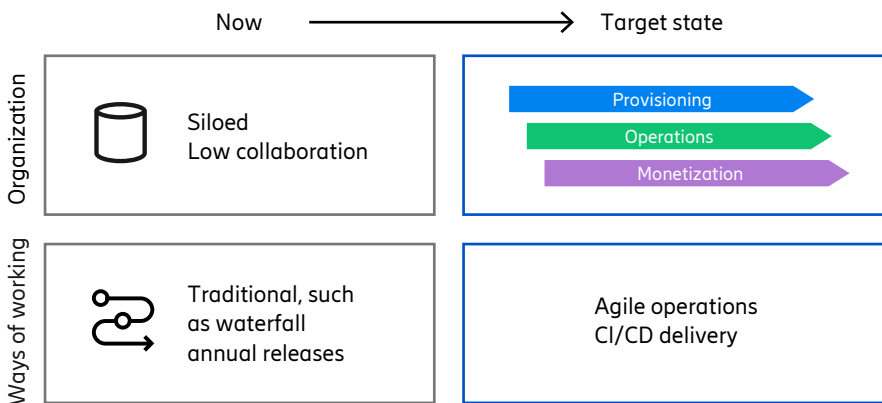 Now
Target state
Organization
Siloed
Low collaboration
Provisioning
Operations
Monetization
Ways of working
Traditional, such
as waterfall
annual releases
Agile operations
CI/CD delivery